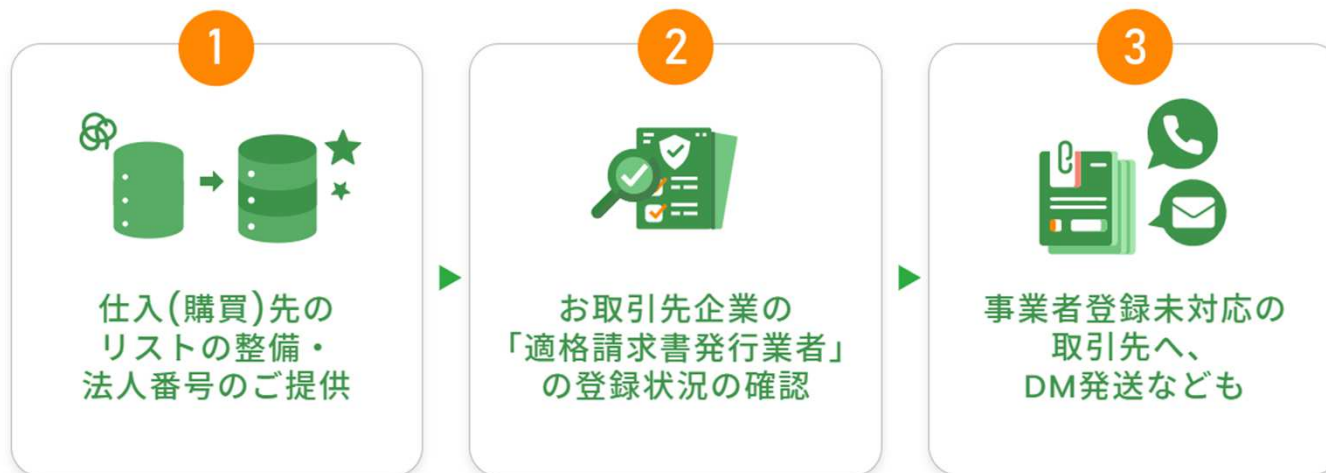 1
仕入(購買)先の
リストの整備・
法人番号のご提供
2
お取引先企業の
「適格請求書発行業者」
の登録状況の確認
3
事業者登録未対応の
取引先へ、
DM発送なども